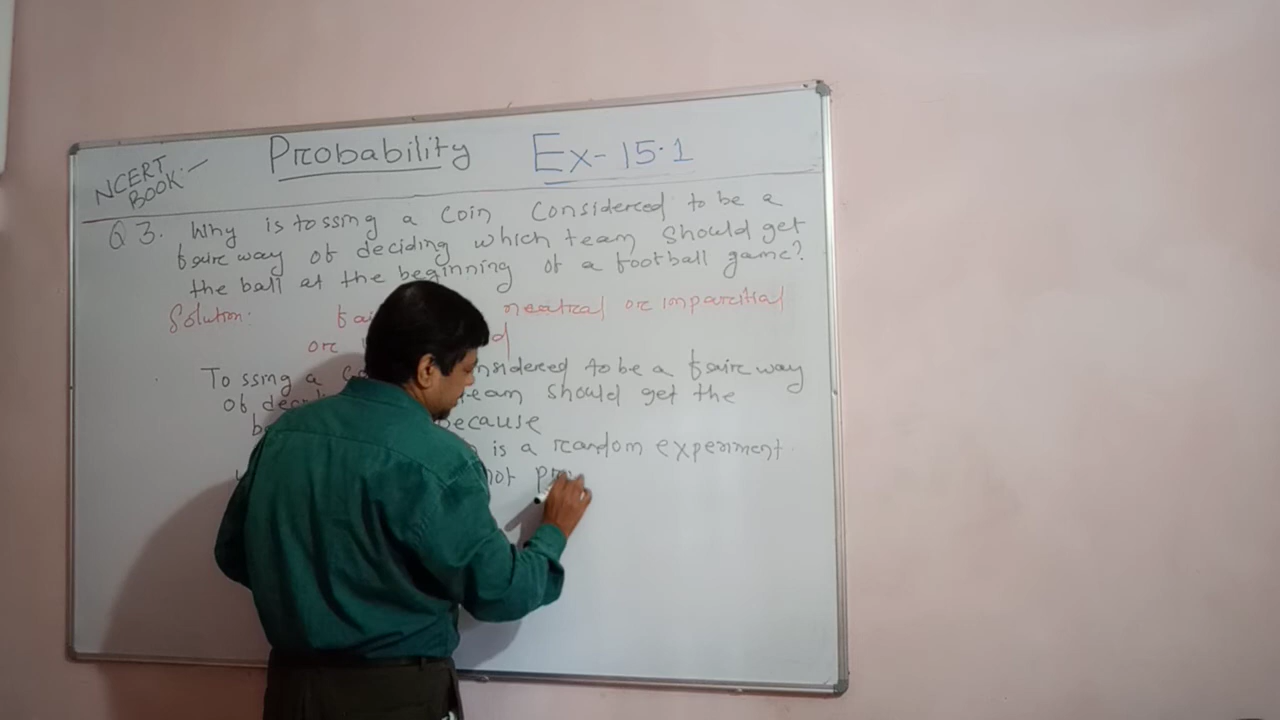 NCERT
BOOK:-
Probability Ex-15.1
Q 3. Why is tossing a coin considered to be a
fair way of deciding which team should get
the ball at the beginning of a football game?
Solution: neutral or impartial
or
Tossing a considered to be a fair way
of team should get the
because
is a random experiment.
not